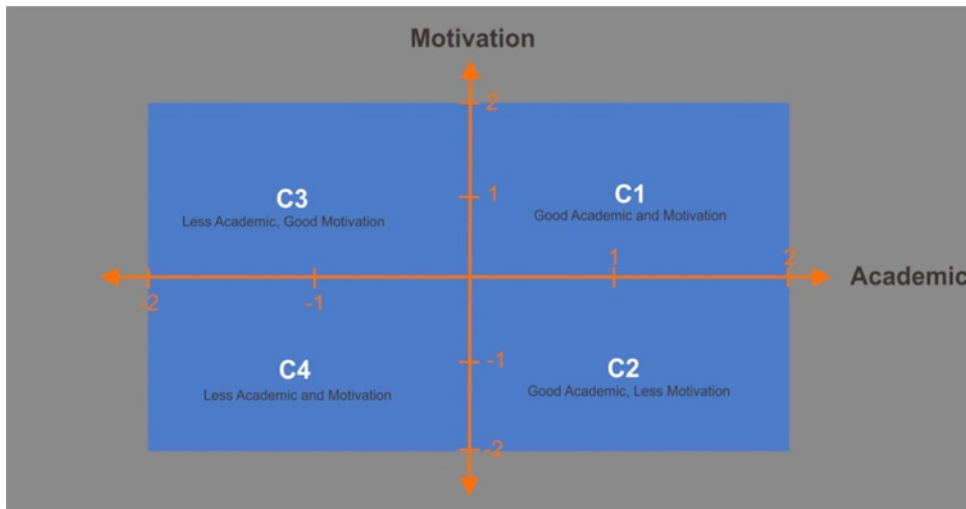 Motivation
2
C3
Less Academic, Good Motivation
1
C1
Good Academic and Motivation
1
2
Academic
-2
-1
-1
C4
Less Academic and Motivation
C2
Good Academic, Less Motivation
-2